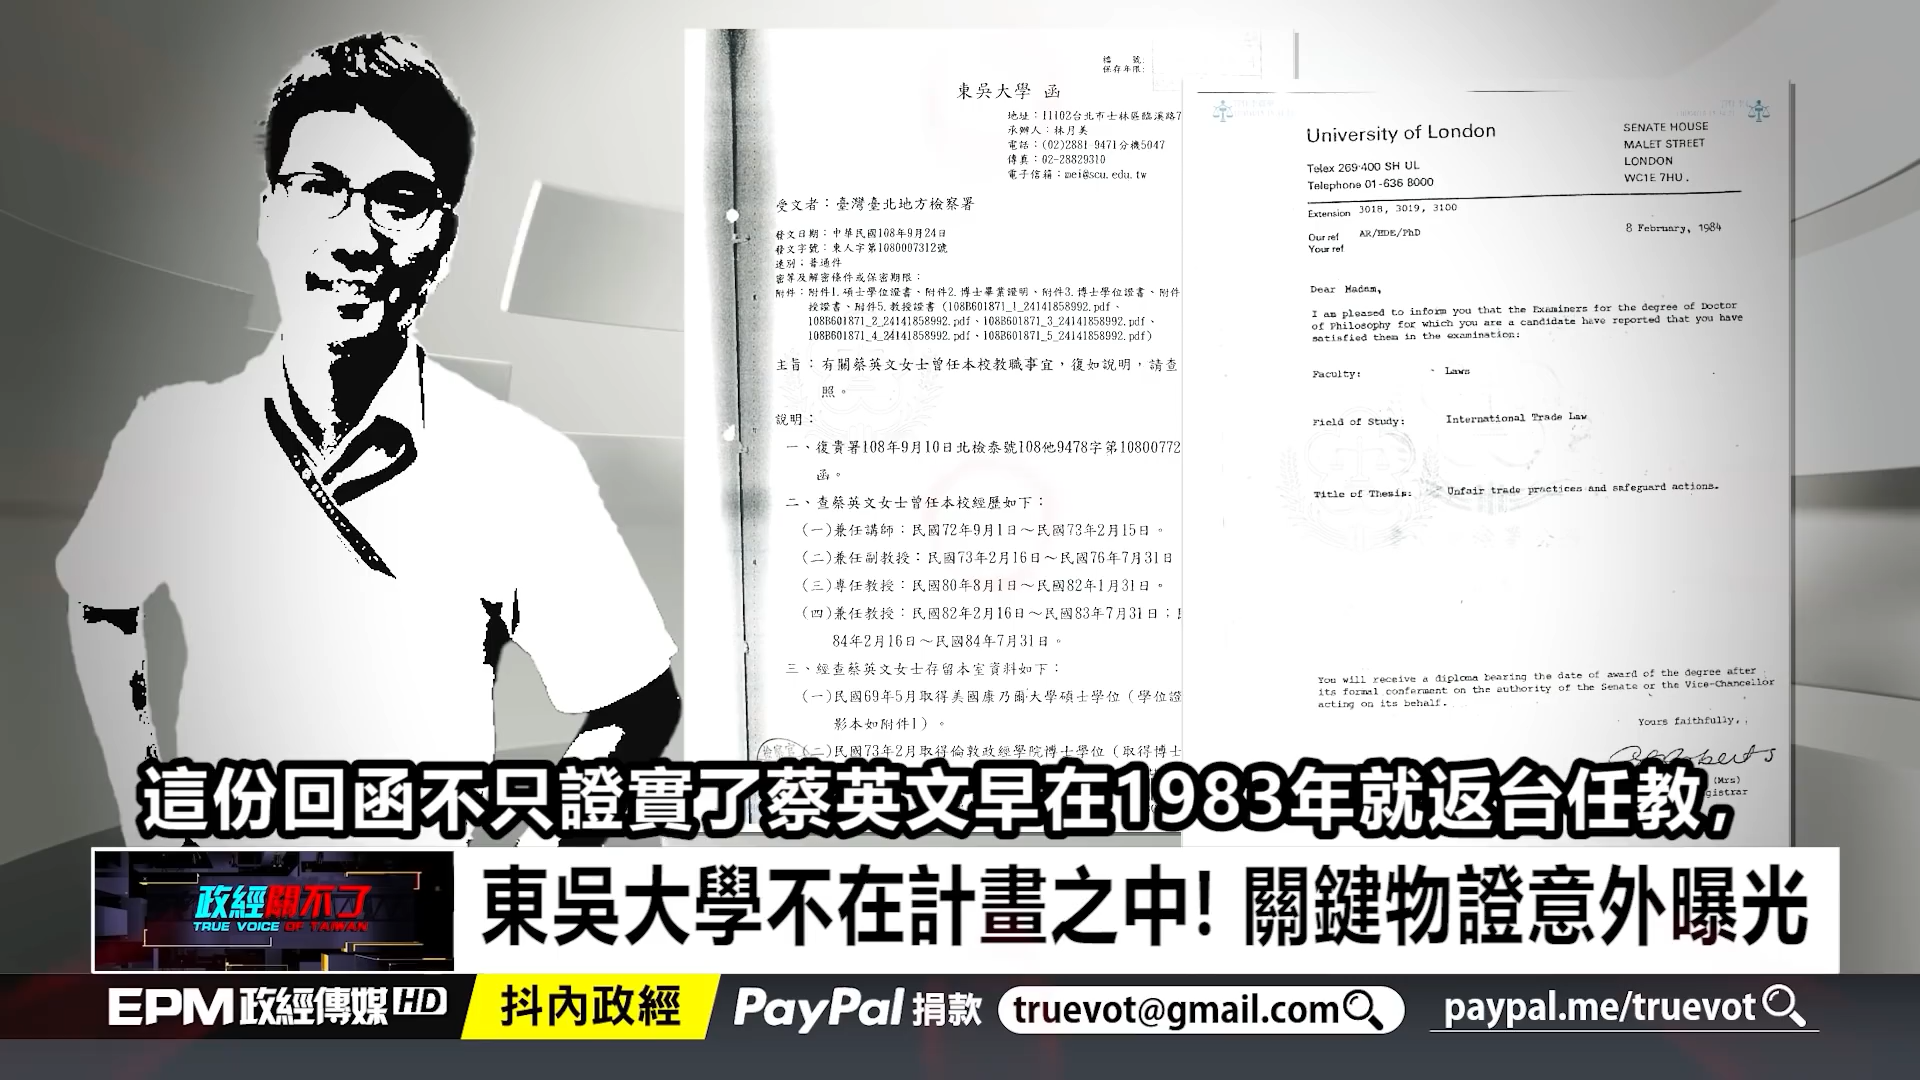 檔 號:
保存年限:
東吳大學 函
地址：11102台北市士林區臨溪路7
承辦人：林月美
電話：(02)2881-9471分機5047
傳真：02-28829310
電子信箱：mei@scu.edu.tw
受文者：臺灣臺北地方檢察署
發文日期：中華民國108年9月24日
發文字號：東人字第1080007312號
速別：普通件
密等及解密條件或保密期限：
附件：附件1.碩士學位證書、附件2.博士畢業證明、附件3.博士學位證書、附件
授證書、附件5.教授證書（108B601871_1_24141858992.pdf、
108B601871_2_24141858992.pdf、108B601871_3_24141858992.pdf、
108B601871_4_24141858992.pdf、108B601871_5_24141858992.pdf）
主旨：有關蔡英文女士曾任本校教職事宜，復如說明，請查
照。
說明：
一、復貴署108年9月10日北檢泰號108他9478字第10800772
函。
二、查蔡英文女士曾任本校經歷如下：
(一)兼任講師：民國72年9月1日～民國73年2月15日。
(二)兼任副教授：民國73年2月16日～民國76年7月31日
(三)專任教授：民國80年8月1日～民國82年1月31日。
(四)兼任教授：民國82年2月16日～民國83年7月31日；
84年2月16日～民國84年7月31日。
三、經查蔡英文女士存留本室資料如下：
(一)民國69年5月取得美國康乃爾大學碩士學位（學位證
影本如附件1）。
(二)民國73年2月取得倫敦政經學院博士學位（取得博士
University of London
Telex 269400 SH UL
Telephone 01-636 8000
SENATE HOUSE
MALET STREET
LONDON
WC1E 7HU.
Extension 3018, 3019, 3100
Our ref AR/HDE/PhD
Your ref
8 February, 1984
Dear Madam,
I am pleased to inform you that the Examiners for the degree of Doctor
of Philosophy for which you are a candidate have reported that you have
satisfied them in the examination:
Faculty: Laws
Field of Study: International Trade Law
Title of Thesis: Unfair trade practices and safeguard actions.
You will receive a diploma bearing the date of award of the degree after
its formal conferment on the authority of the Senate or the Vice-Chancellor
acting on its behalf.
Yours faithfully,
(Mrs)
這份回函不只證實了蔡英文早在1983年就返台任教,
政經關不了
TRUE VOICE OF TAIWAN
東吳大學不在計畫之中! 關鍵物證意外曝光
EPM政經傳媒HD
抖內政經
PayPal 捐款
truevot@gmail.com
paypal.me/truevot